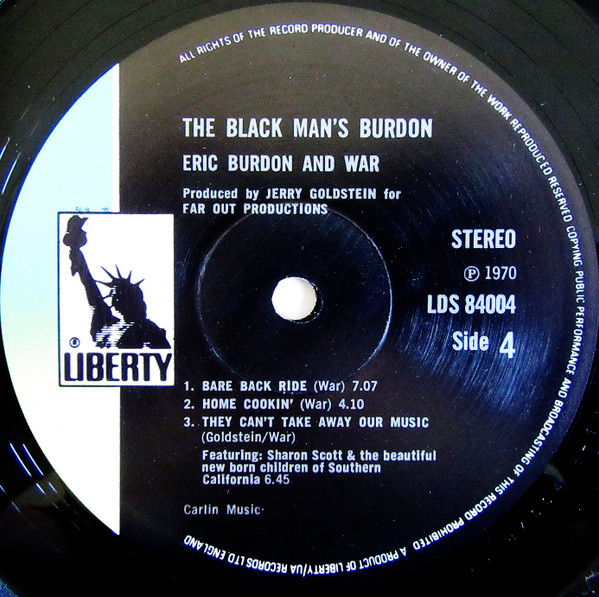 ALL RIGHTS OF THE RECORD PRODUCER AND OF THE OWNER OF THE WORK REPRODUCED RESERVED COPYING PUBLIC PERFORMANCE AND BROADCASTING OF THIS RECORD PROHIBITED A PRODUCT OF LIBERTY/UA RECORDS LTD ENGLAND
THE BLACK MAN'S BURDON
ERIC BURDON AND WAR
Produced by JERRY GOLDSTEIN for
FAR OUT PRODUCTIONS
STEREO
℗ 1970
LDS 84004
Side 4
®
LIBERTY
1. BARE BACK RIDE (War) 7.07
2. HOME COOKIN' (War) 4.10
3. THEY CAN'T TAKE AWAY OUR MUSIC
(Goldstein/War)
Featuring: Sharon Scott & the beautiful
new born children of Southern
California 6.45
Carlin Music